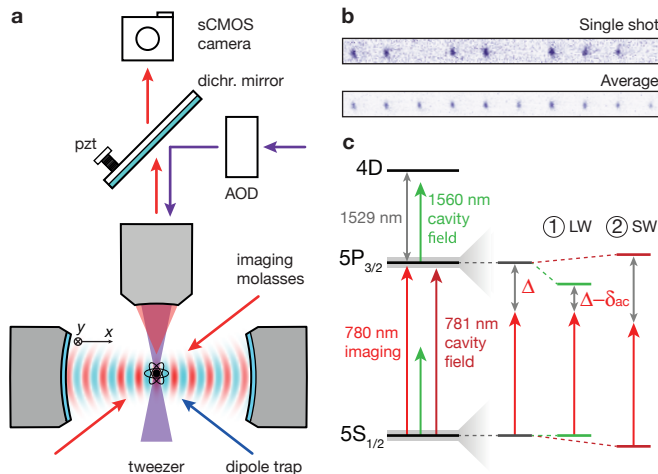 a
sCMOS
camera
dichr. mirror
pzt
AOD
imaging
molasses
y
x
tweezer
dipole trap
b
Single shot
Average
c
4D
1529 nm
1560 nm
cavity
field
1 LW
2 SW
5P3/2
Δ
Δ–δac
780 nm
imaging
781 nm
cavity
field
5S1/2